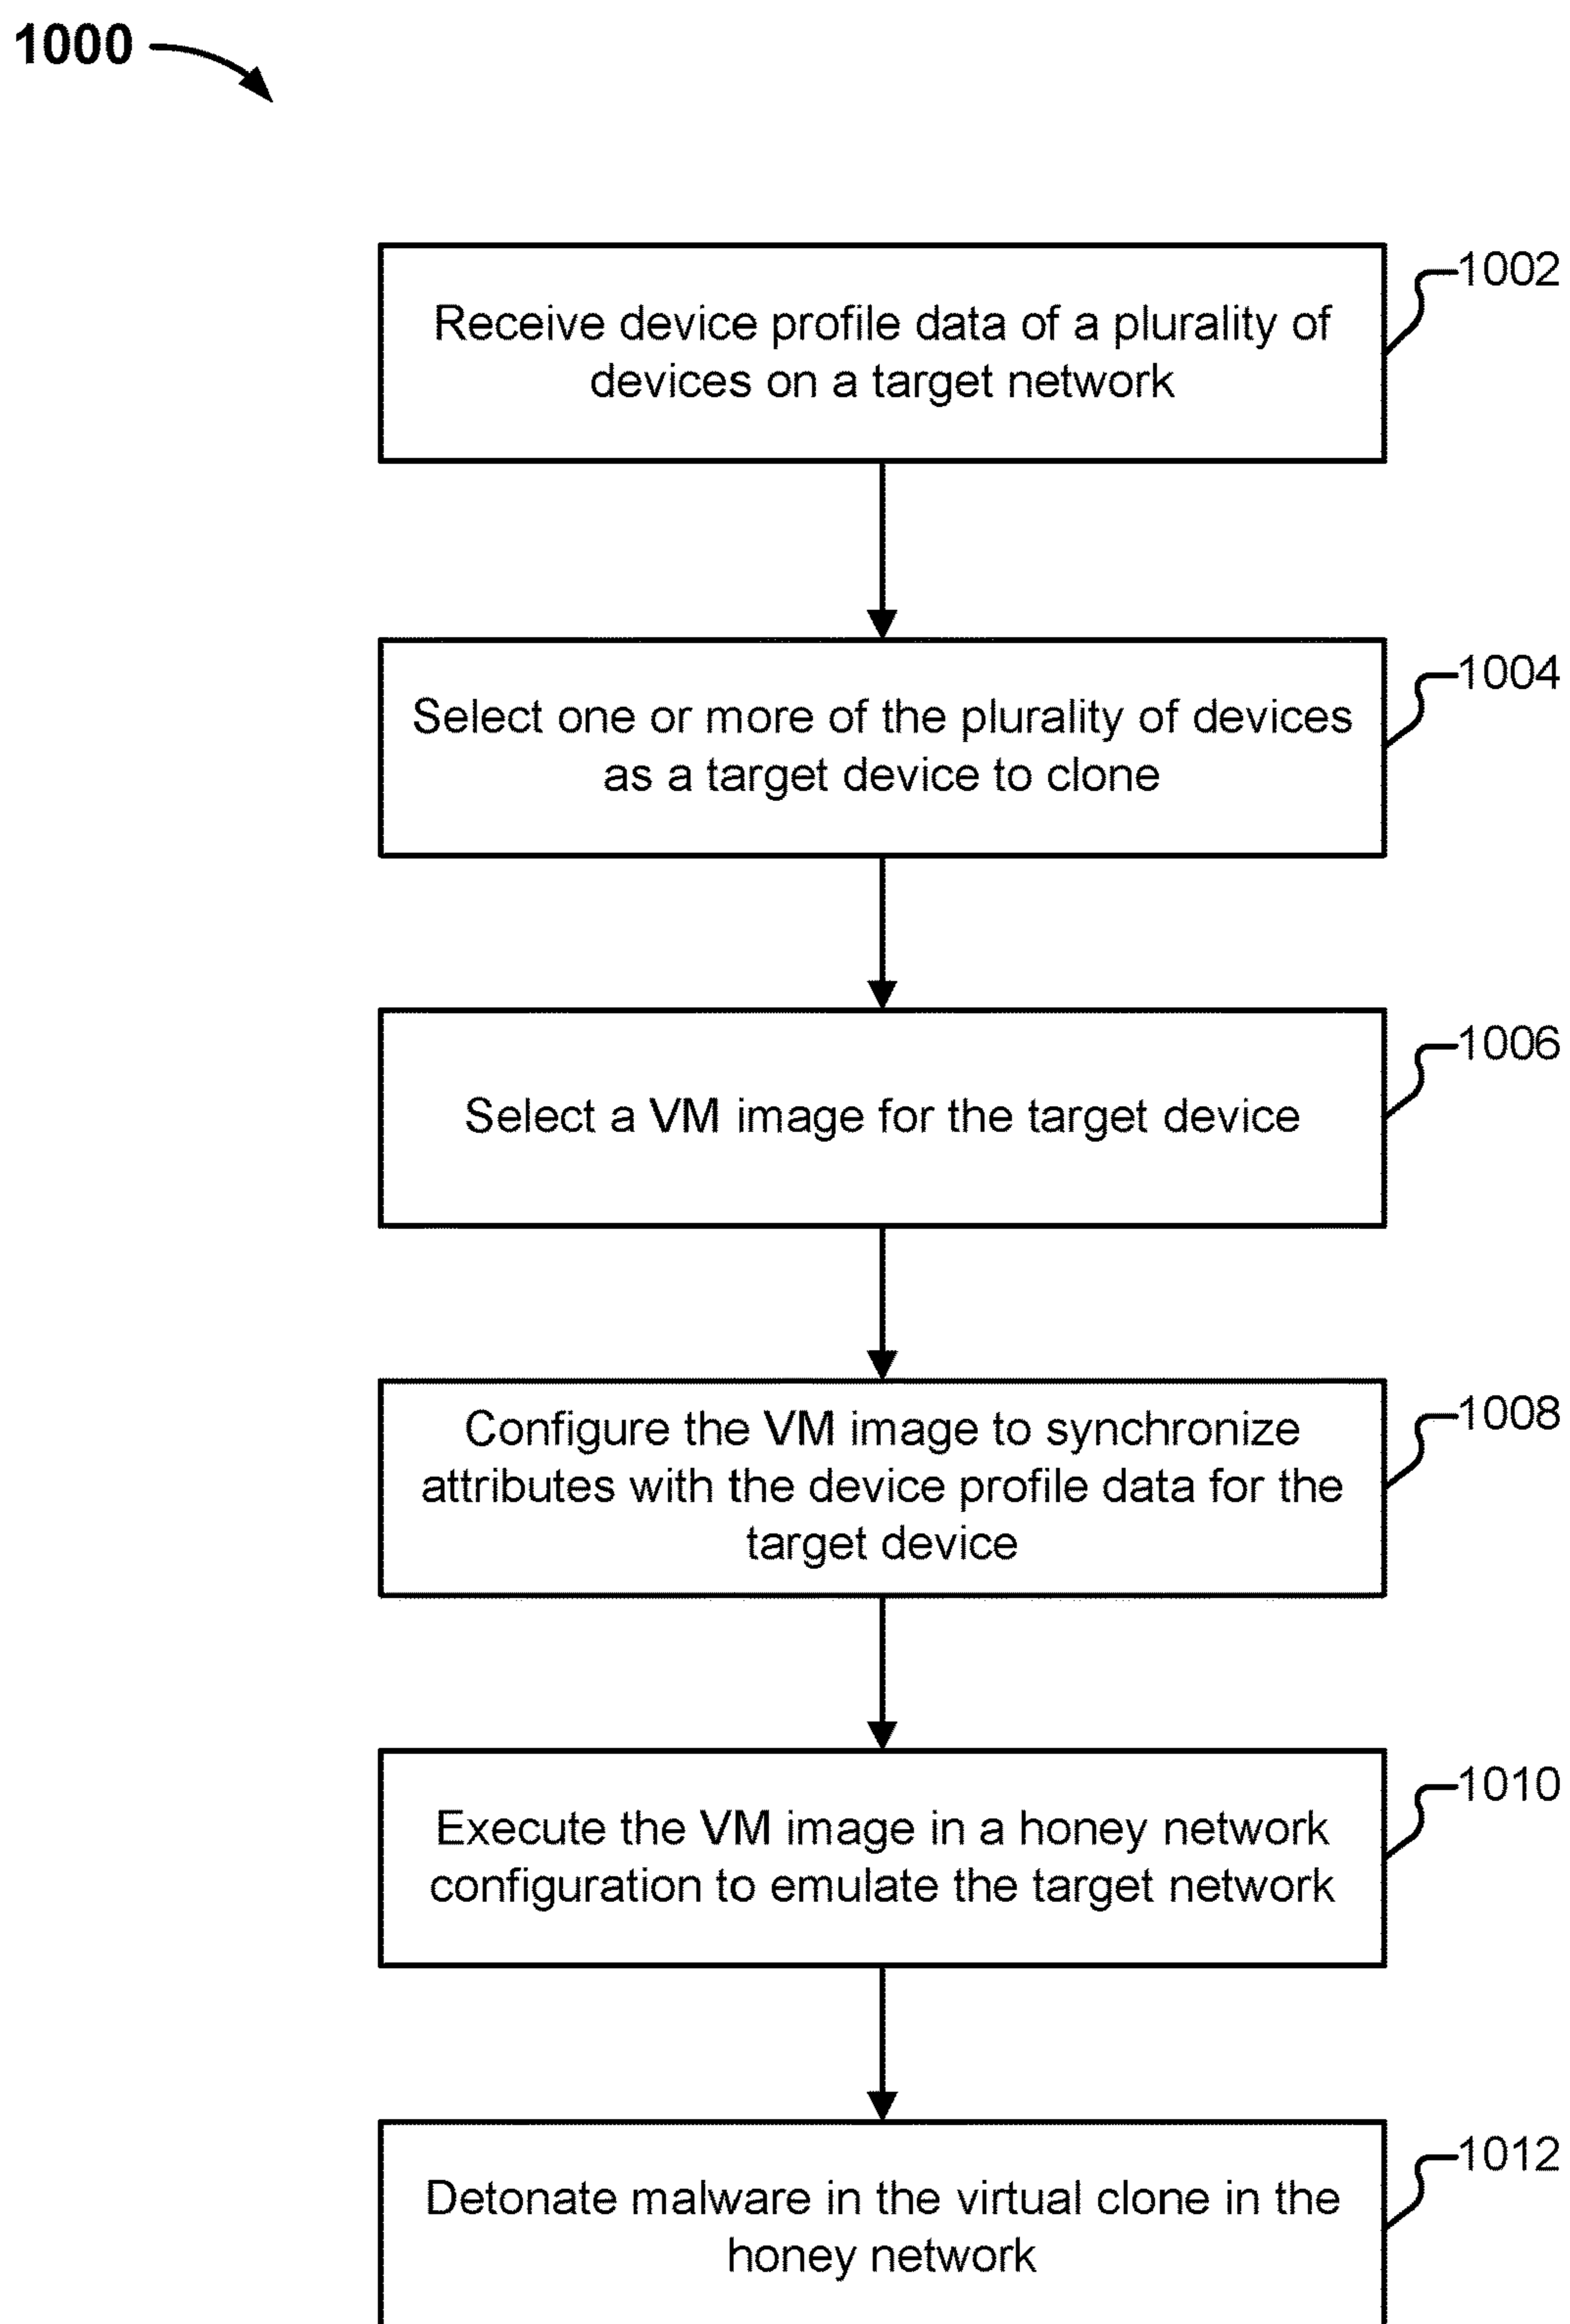 1000
Receive device profile data of a plurality of
devices on a target network
1002
Select one or more of the plurality of devices
as a target device to clone
1004
Select a VM image for the target device
1006
Configure the VM image to synchronize
attributes with the device profile data for the
target device
1008
Execute the VM image in a honey network
configuration to emulate the target network
1010
Detonate malware in the virtual clone in the
honey network
1012